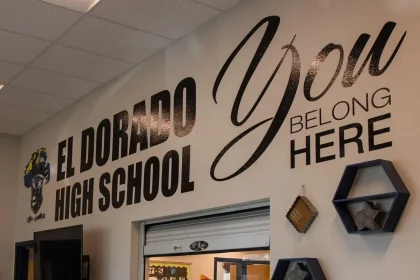 EL DORADO
HIGH SCHOOL
You
BELONG
HERE